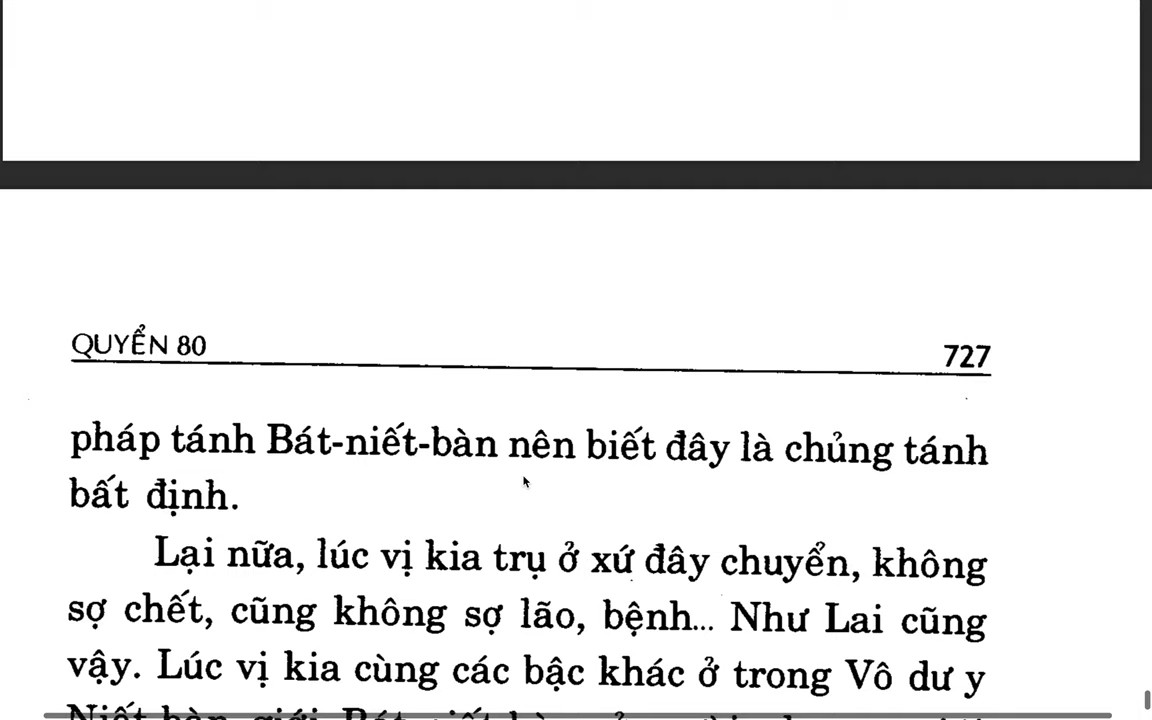 QUYỂN 80
727
pháp tánh Bát-niết-bàn nên biết đây là chủng tánh
bất định.
Lại nữa, lúc vị kia trụ ở xứ đây chuyển, không
sợ chết, cũng không sợ lão, bệnh... Như Lai cũng
vậy. Lúc vị kia cùng các bậc khác ở trong Vô dư y